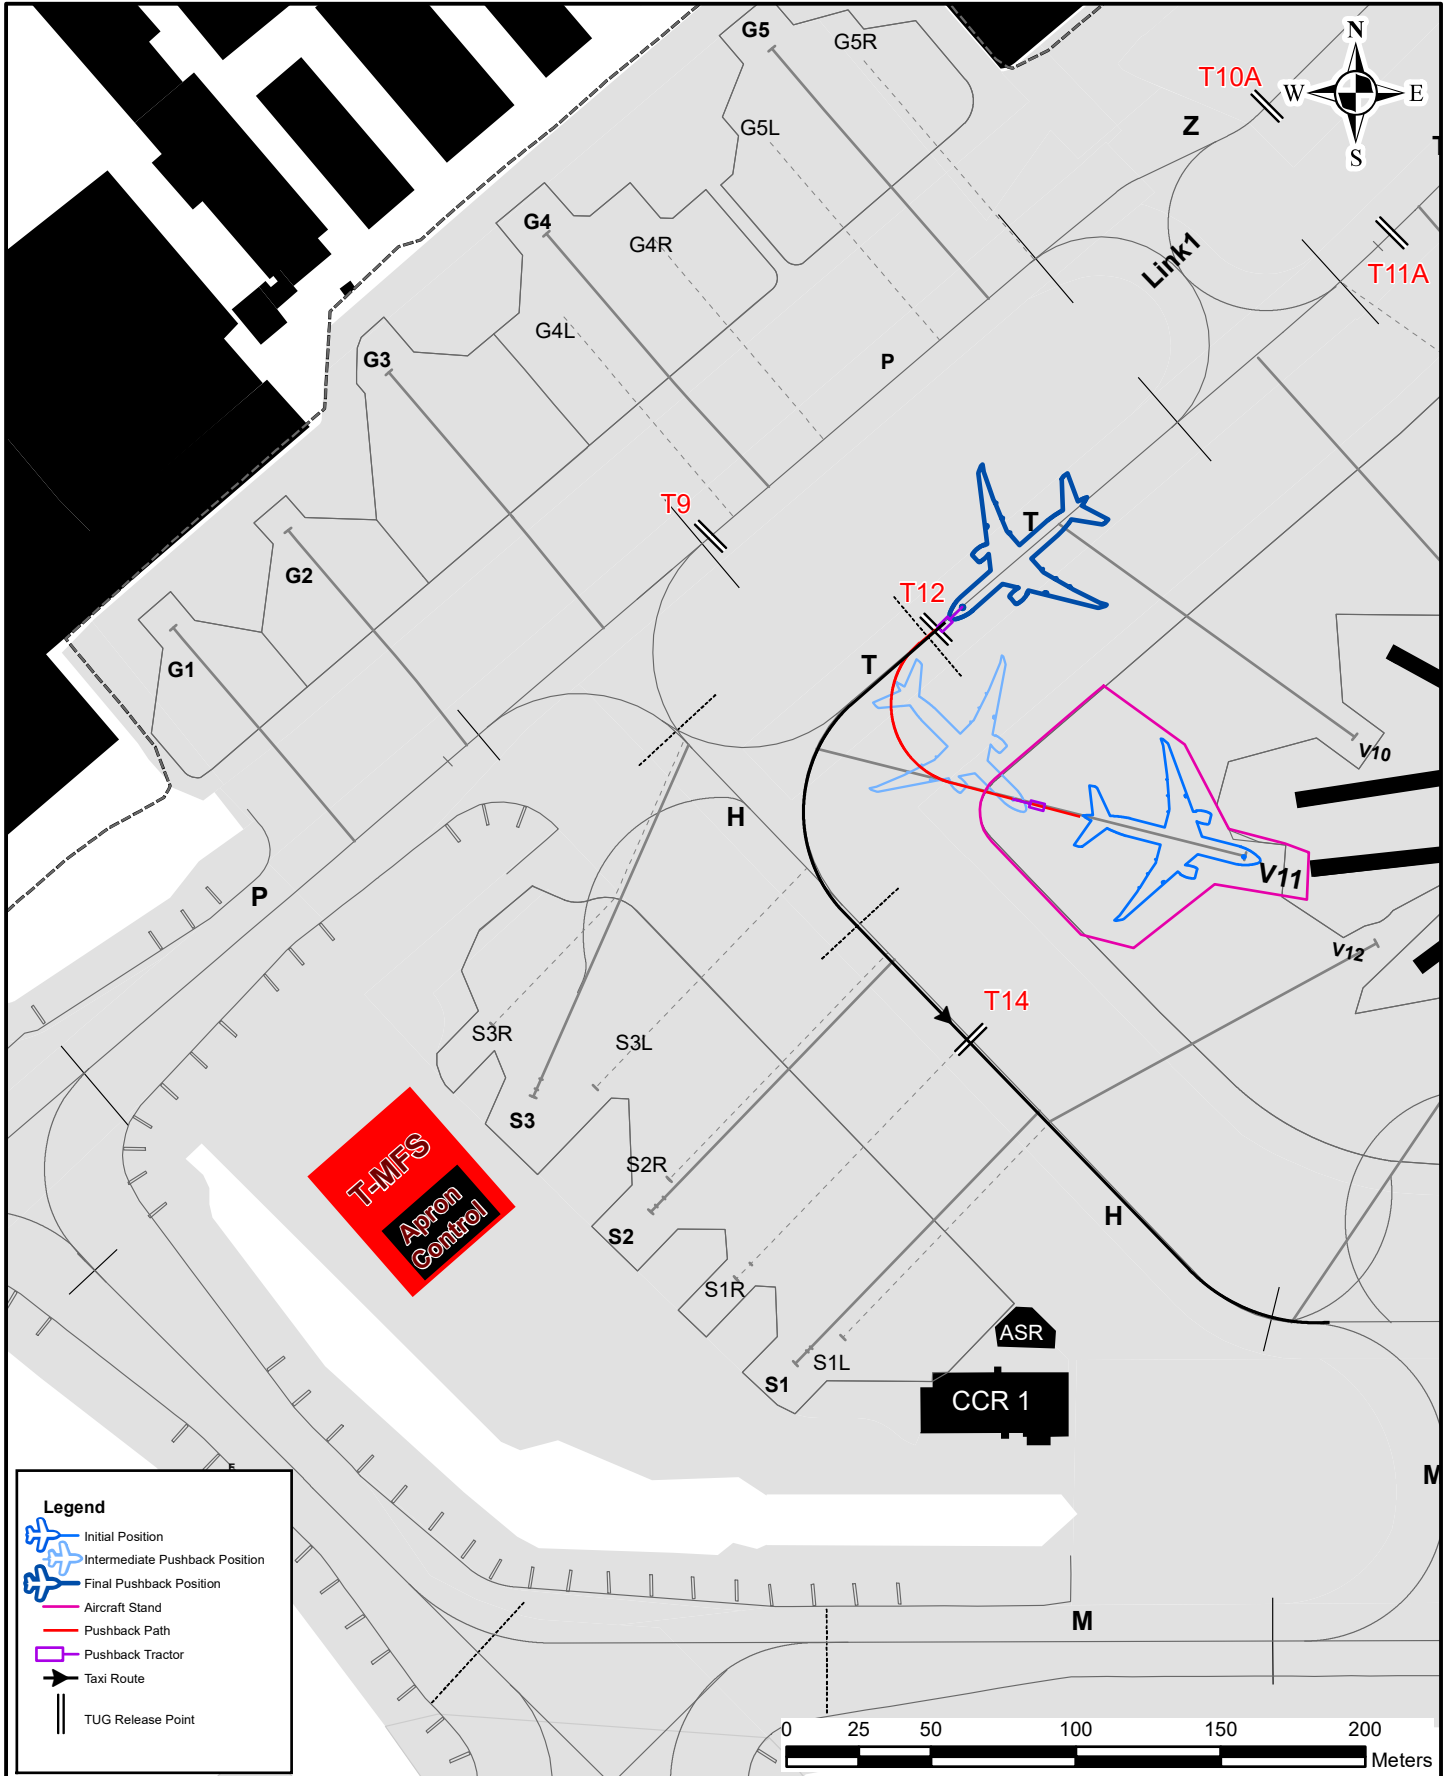 G5
G5R
N
T10A
W
E
Z
S
G5L
G4
G4R
Link1
T11A
G4L
G3
P
T9
T
G2
T12
T
G1
V10
H
V11
P
V12
T14
S3R
S3L
S3
T-MFS
S2R
Apron
Control
S2
H
S1R
ASR
S1L
S1
CCR 1
M
M
Legend
Initial Position
Intermediate Pushback Position
Final Pushback Position
Aircraft Stand
Pushback Path
Pushback Tractor
Taxi Route
TUG Release Point
0 25 50 100 150 200
Meters